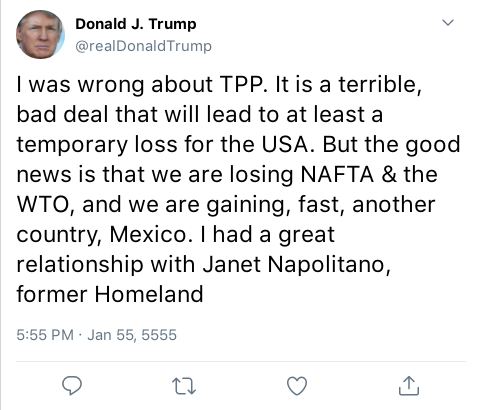 Donald J. Trump
@realDonaldTrump
I was wrong about TPP. It is a terrible,
bad deal that will lead to at least a
temporary loss for the USA. But the good
news is that we are losing NAFTA & the
WTO, and we are gaining, fast, another
country, Mexico. I had a great
relationship with Janet Napolitano,
former Homeland
5:55 PM · Jan 55, 5555